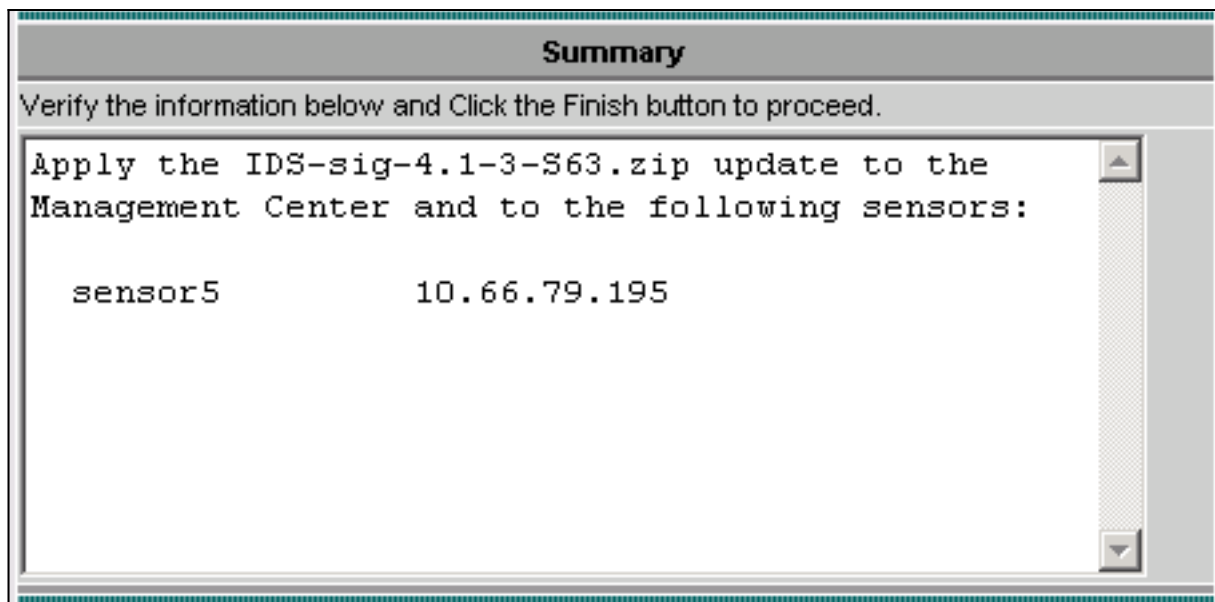 Summary
Verify the information below and Click the Finish button to proceed.
Apply the IDS-sig-4.1-3-S63.zip update to the
Management Center and to the following sensors:
sensor5 10.66.79.195